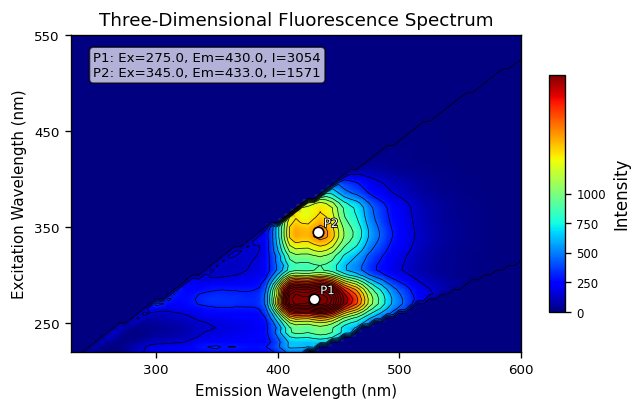 Three-Dimensional Fluorescence Spectrum
P1: Ex=275.0, Em=430.0, I=3054
P2: Ex=345.0, Em=433.0, I=1571
550
450
350
250
Excitation Wavelength (nm)
P2
P1
300
400
500
600
Emission Wavelength (nm)
1000
750
500
250
0
Intensity